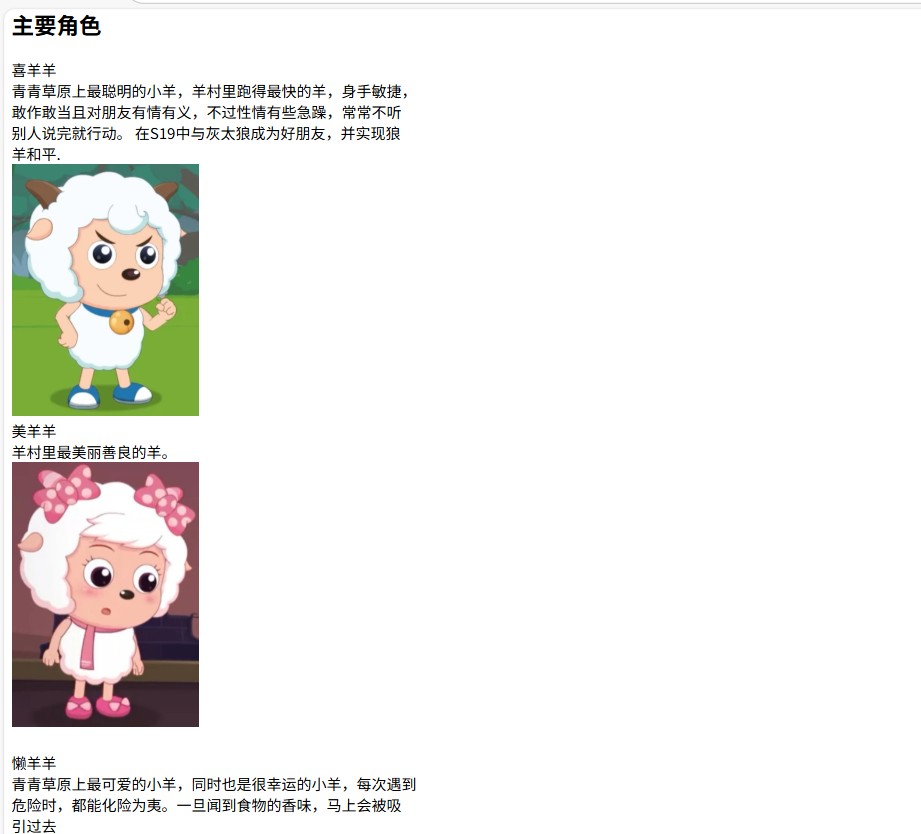 主要角色
喜羊羊
青青草原上最聪明的小羊，羊村里跑得最快的羊，身手敏捷，
敢作敢当且对朋友有情有义，不过性情有些急躁，常常不听
别人说完就行动。 在S19中与灰太狼成为好朋友，并实现狼
羊和平.
美羊羊
羊村里最美丽善良的羊。
懒羊羊
青青草原上最可爱的小羊，同时也是很幸运的小羊，每次遇到
危险时，都能化险为夷。一旦闻到食物的香味，马上会被吸
引过去